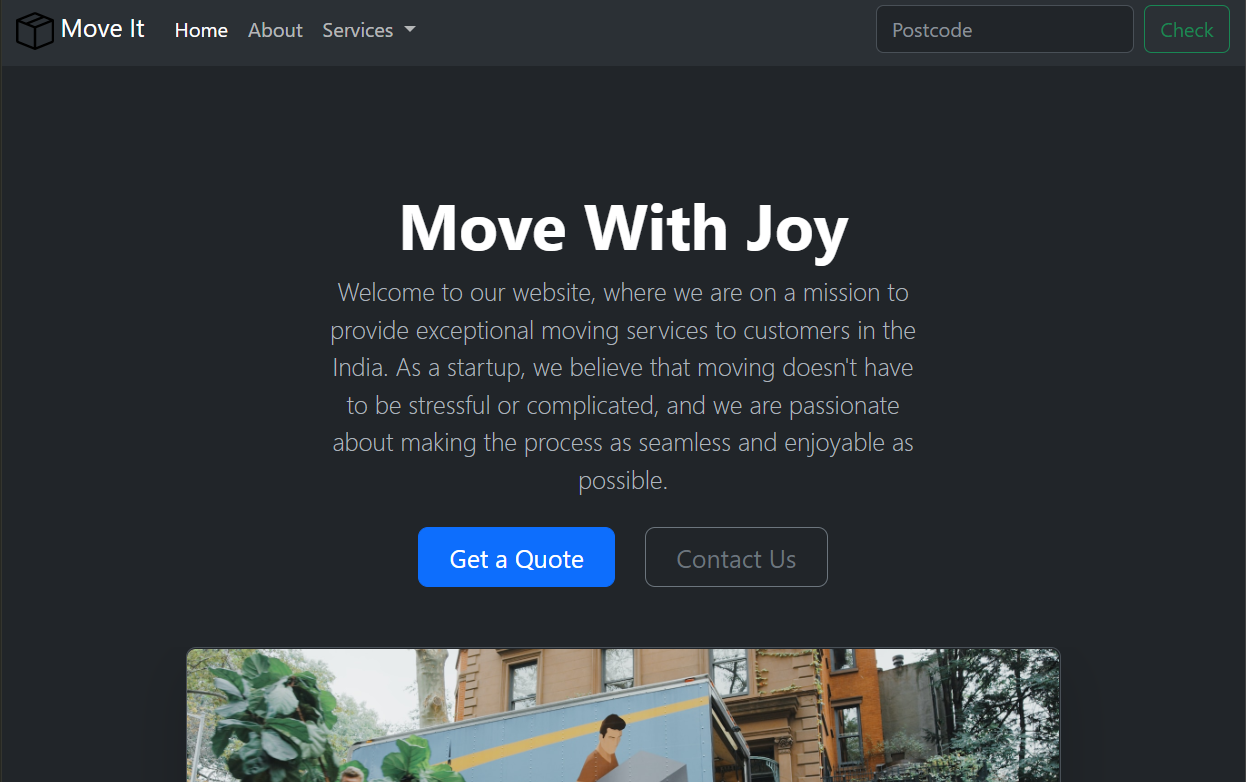 Move It
Home
About
Services
Postcode
Check
Move With Joy
Welcome to our website, where we are on a mission to
provide exceptional moving services to customers in the
India. As a startup, we believe that moving doesn't have
to be stressful or complicated, and we are passionate
about making the process as seamless and enjoyable as
possible.
Get a Quote
Contact Us